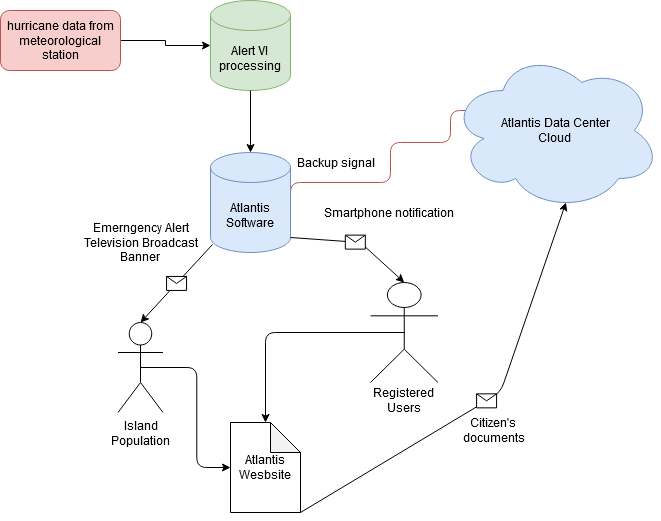 hurricane data from
meteorological
station
Alert VI
processing
Atlantis Data Center
Cloud
Backup signal
Atlantis
Software
Smartphone notification
Emerngency Alert
Television Broadcast
Banner
Registered
Users
Island
Population
Citizen's
documents
Atlantis
Wesbsite